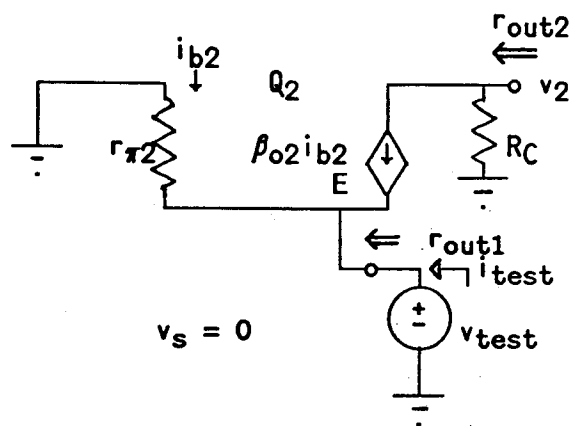 r_out2
i_b2
Q_2
v_2
r_π2
β_o2 i_b2
R_C
E
r_out1
i_test
+
−
v_s = 0
v_test